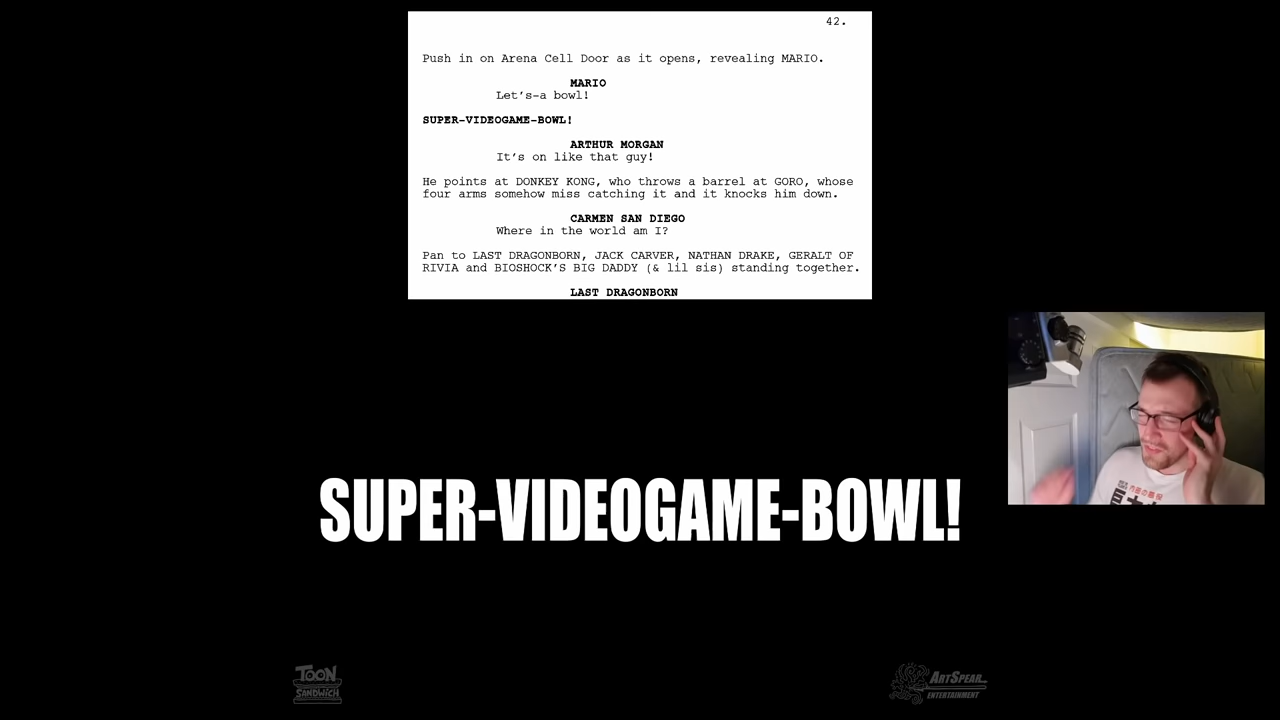 42.
Push in on Arena Cell Door as it opens, revealing MARIO.
MARIO
Let's-a bowl!
SUPER-VIDEOGAME-BOWL!
ARTHUR MORGAN
It's on like that guy!
He points at DONKEY KONG, who throws a barrel at GORO, whose
four arms somehow miss catching it and it knocks him down.
CARMEN SAN DIEGO
Where in the world am I?
Pan to LAST DRAGONBORN, JACK CARVER, NATHAN DRAKE, GERALT OF
RIVIA and BIOSHOCK'S BIG DADDY (& lil sis) standing together.
LAST DRAGONBORN
SUPER-VIDEOGAME-BOWL!
TOON
SANDWICH
ARTSPEAR
ENTERTAINMENT